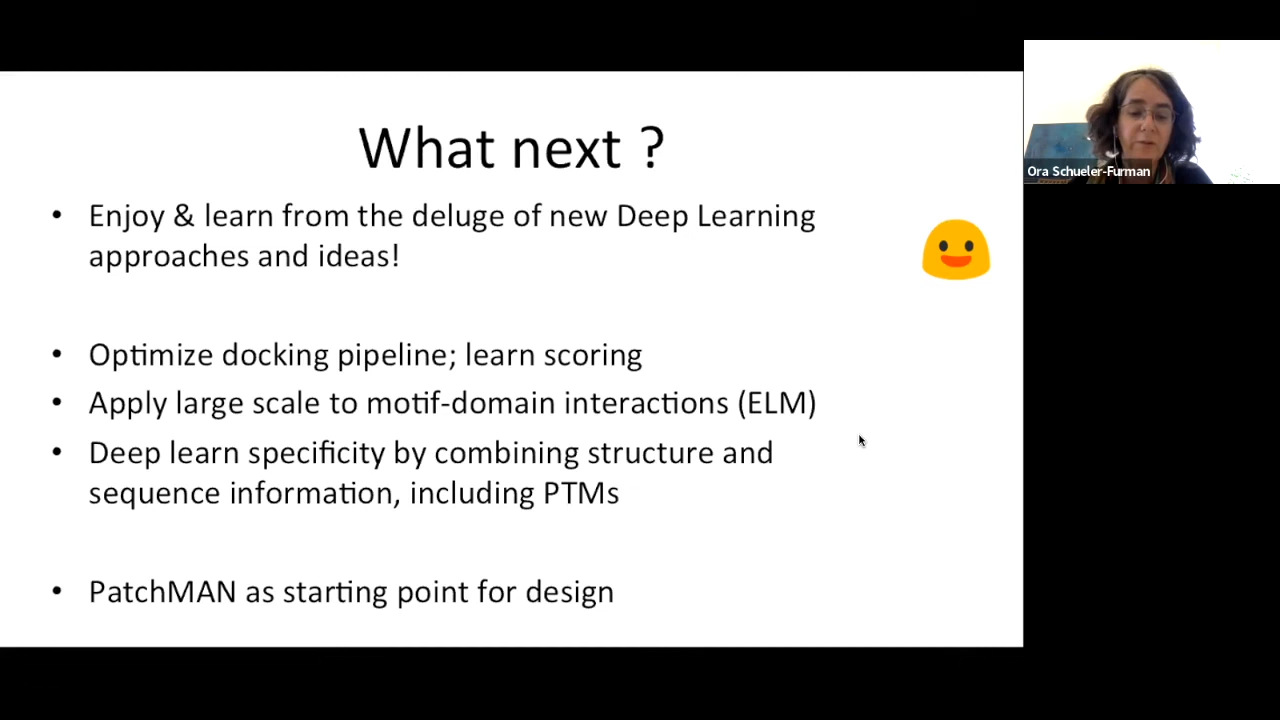 What next ?
• Enjoy & learn from the deluge of new Deep Learning
approaches and ideas!
• Optimize docking pipeline; learn scoring
• Apply large scale to motif-domain interactions (ELM)
• Deep learn specificity by combining structure and
sequence information, including PTMs
• PatchMAN as starting point for design
Ora Schueler-Furman